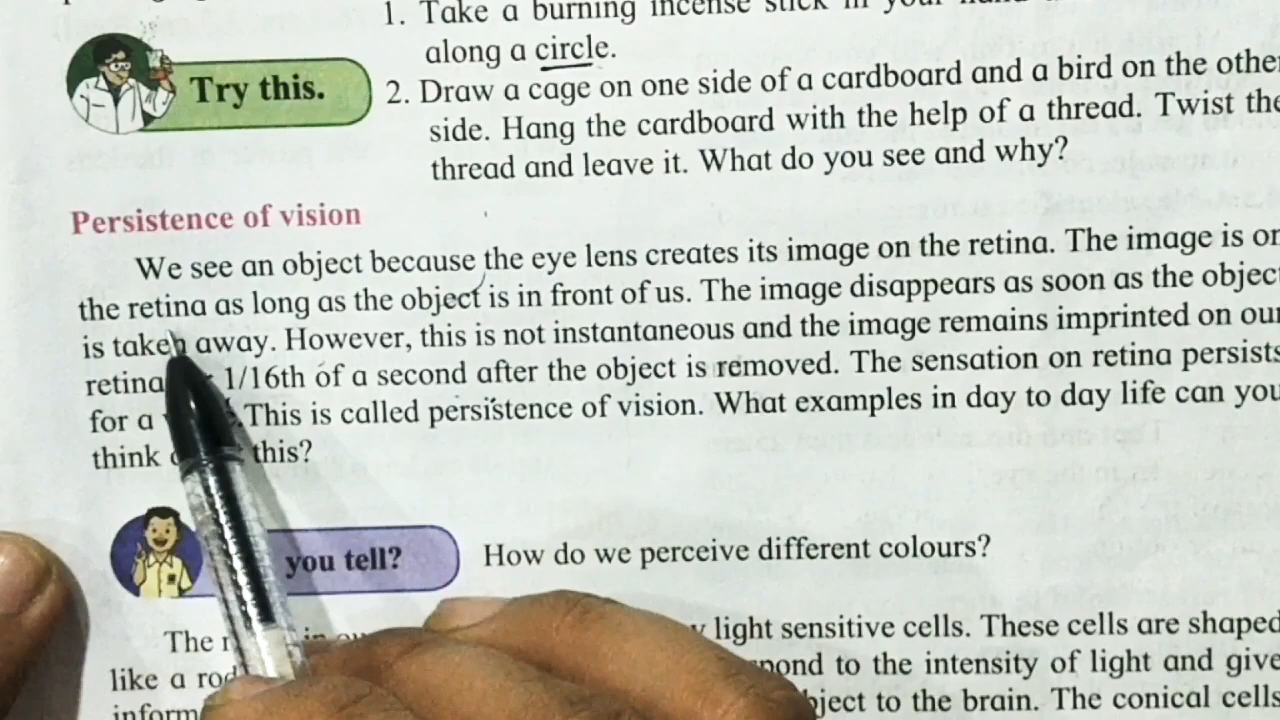 1. Take a burning incense stick in your hand
along a circle.
Try this.
2. Draw a cage on one side of a cardboard and a bird on the other
side. Hang the cardboard with the help of a thread. Twist the
thread and leave it. What do you see and why?
Persistence of vision
We see an object because the eye lens creates its image on the retina. The image is on
the retina as long as the object is in front of us. The image disappears as soon as the object
is taken away. However, this is not instantaneous and the image remains imprinted on our
retina 1/16th of a second after the object is removed. The sensation on retina persists
for a This is called persistence of vision. What examples in day to day life can you
think this?
you tell?
How do we perceive different colours?
The light sensitive cells. These cells are shaped
like a rod to the intensity of light and give
to the brain. The conical cells